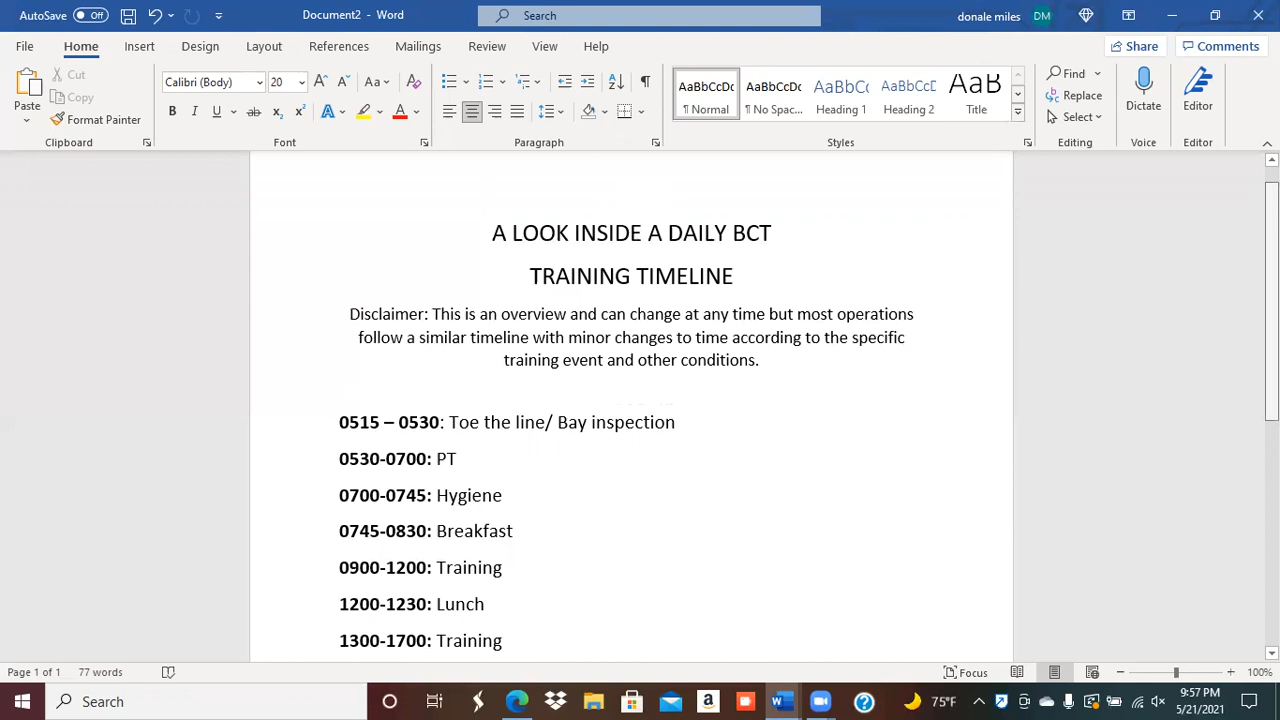 AutoSave Off Document2 - Word Search donale miles DM
File Home Insert Design Layout References Mailings Review View Help Share Comments
Paste Cut Copy Format Painter Clipboard
Calibri (Body) 20 Font
Paragraph
AaBbCcDc ¶ Normal AaBbCcDc ¶ No Spac... AaBbCc Heading 1 AaBbCcD Heading 2 AaB Title Styles
Find Replace Select Editing
Dictate Voice
Editor Editor
A LOOK INSIDE A DAILY BCT
TRAINING TIMELINE
Disclaimer: This is an overview and can change at any time but most operations
follow a similar timeline with minor changes to time according to the specific
training event and other conditions.
0515 – 0530: Toe the line/ Bay inspection
0530-0700: PT
0700-0745: Hygiene
0745-0830: Breakfast
0900-1200: Training
1200-1230: Lunch
1300-1700: Training
Page 1 of 1 77 words Focus 100%
Search 75°F 9:57 PM
5/21/2021